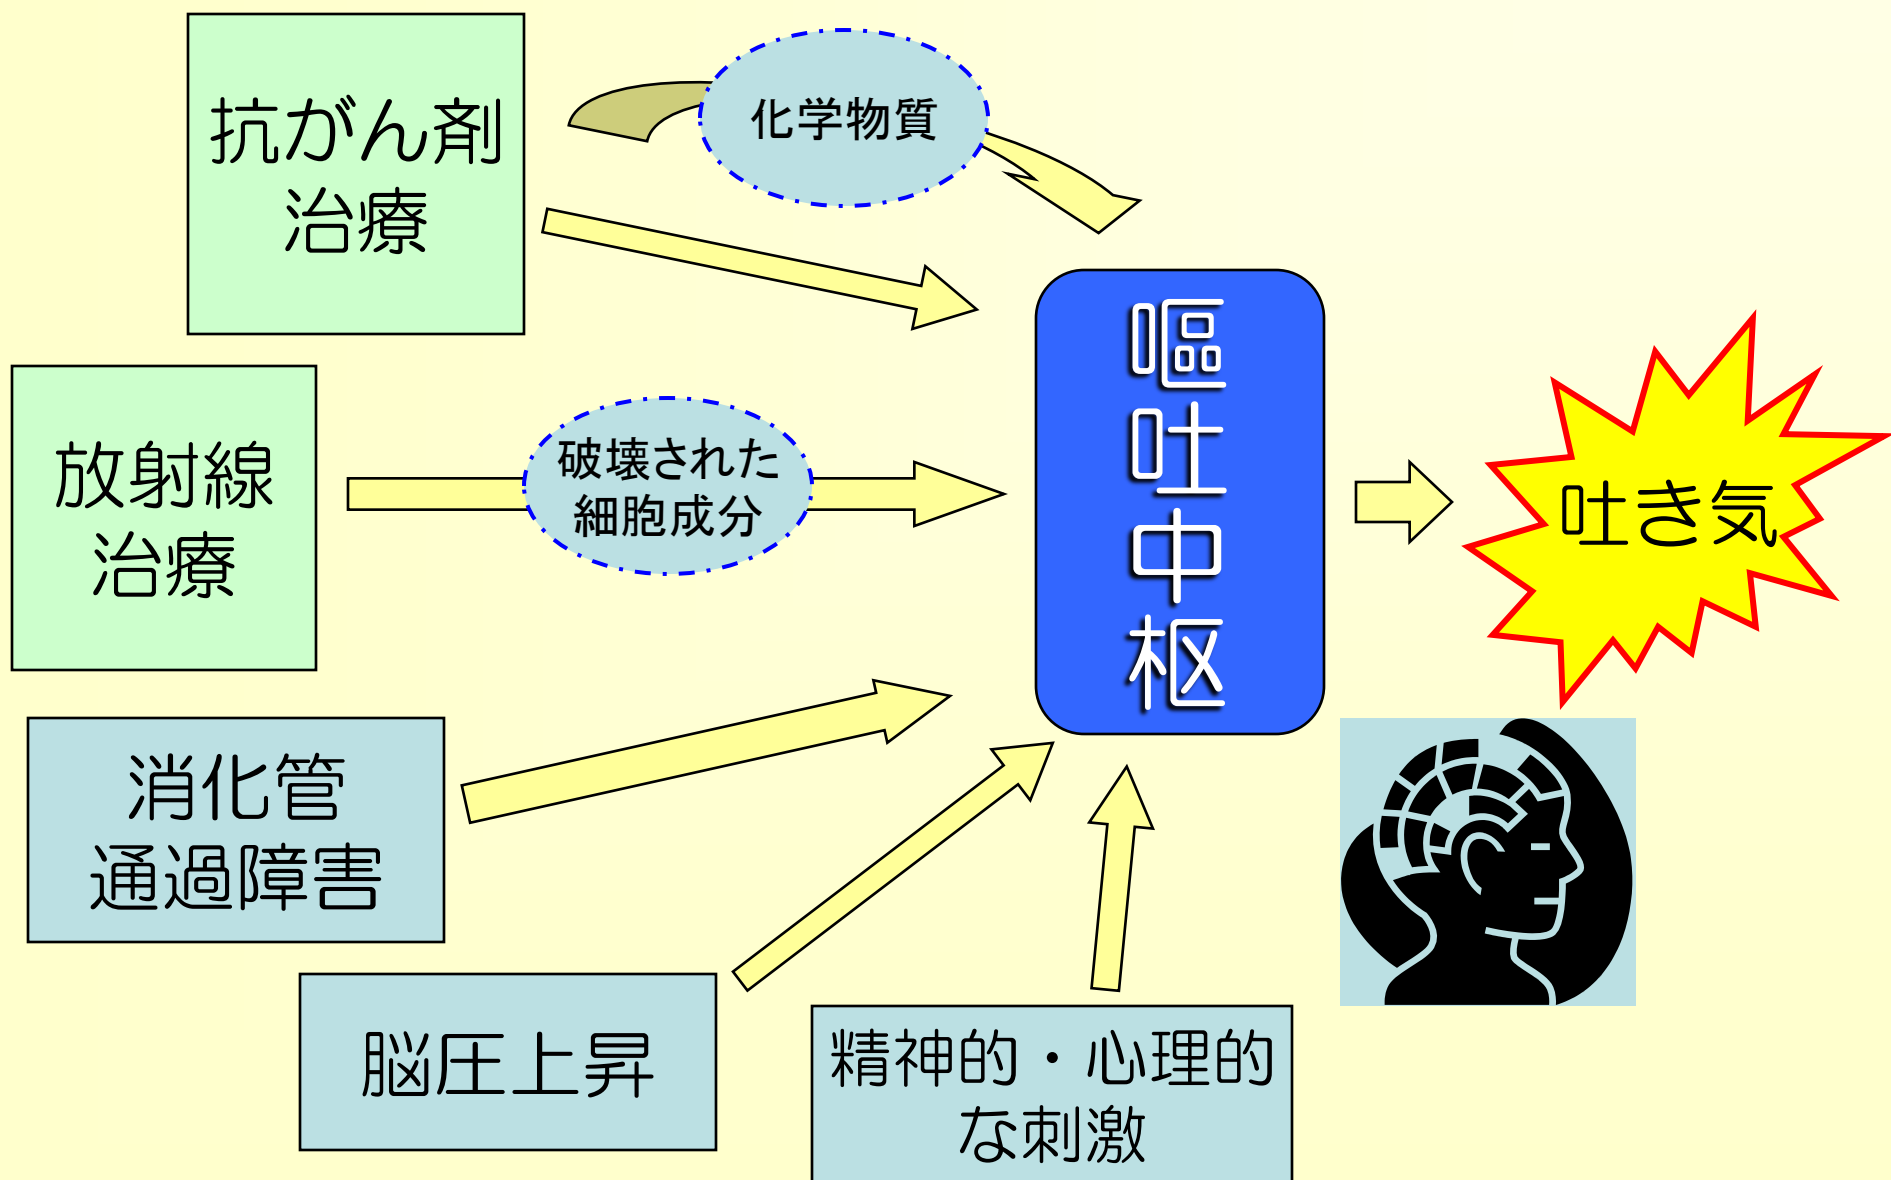 抗がん剤
治療
化学物質
放射線
治療
破壊された
細胞成分
嘔吐中枢
吐き気
消化管
通過障害
脳圧上昇
精神的・心理的
な刺激